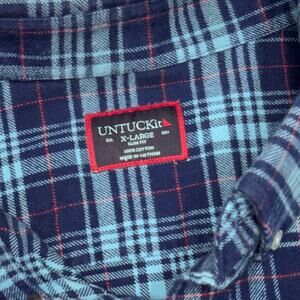 UNTUCKit
X-LARGE
SLIM FIT
100% COTTON
MADE IN VIETNAM